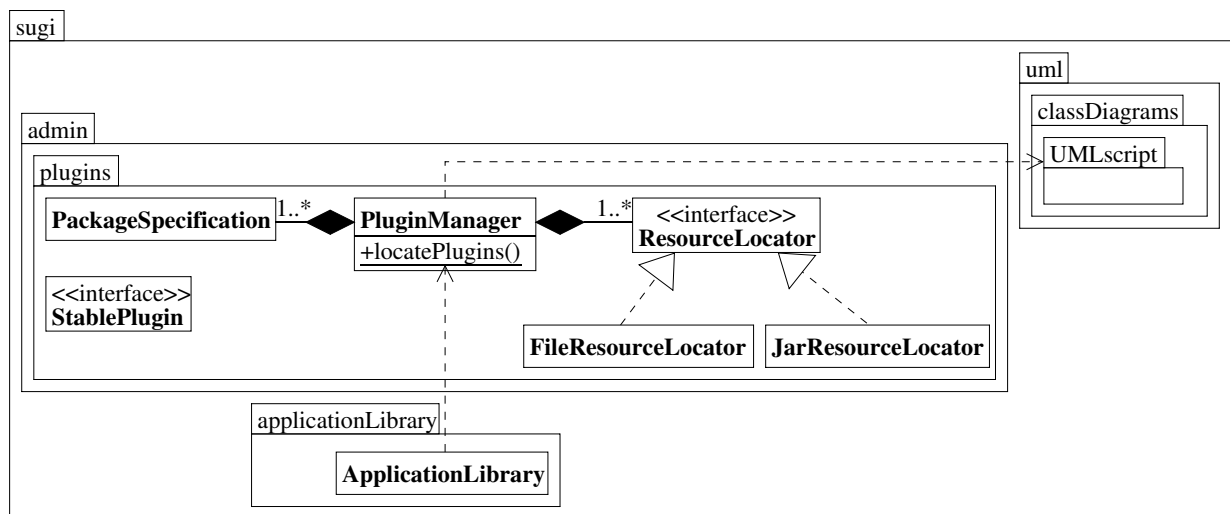 sugi
uml
classDiagrams
UMLscript
admin
plugins
PackageSpecification
1..*
PluginManager
+locatePlugins()
1..*
<<interface>>
ResourceLocator
<<interface>>
StablePlugin
FileResourceLocator
JarResourceLocator
applicationLibrary
ApplicationLibrary